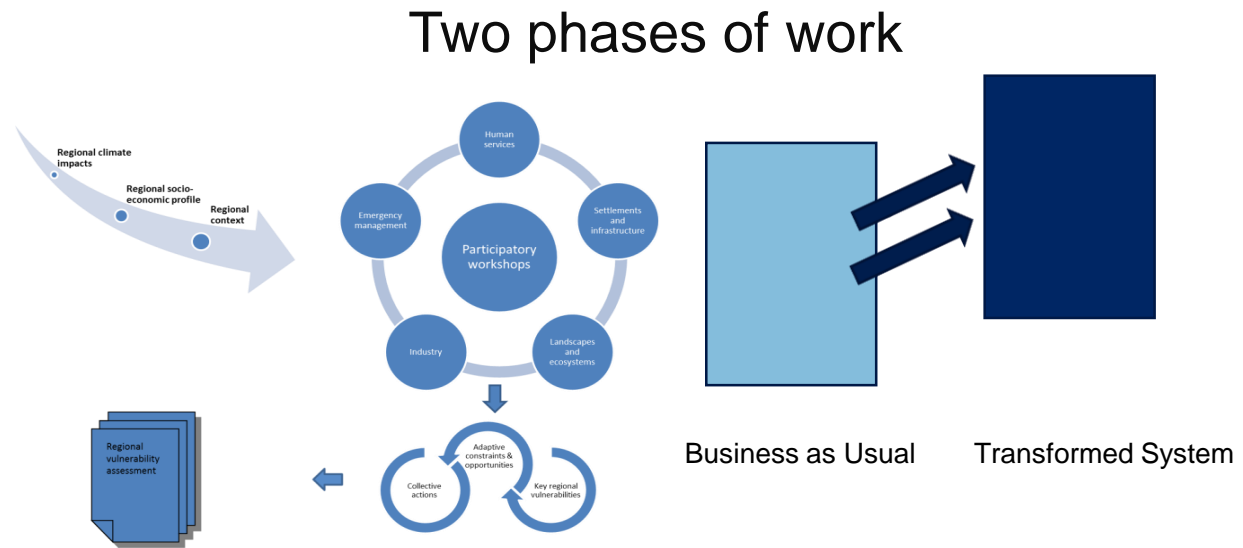 Two phases of work
Regional climate
impacts
Regional socio-
economic profile
Regional
context
Human
services
Emergency
management
Settlements
and
infrastructure
Participatory
workshops
Industry
Landscapes
and
ecosystems
Regional
vulnerability
assessment
Adaptive
constraints &
opportunities
Collective
actions
Key regional
vulnerabilities
Business as Usual
Transformed System